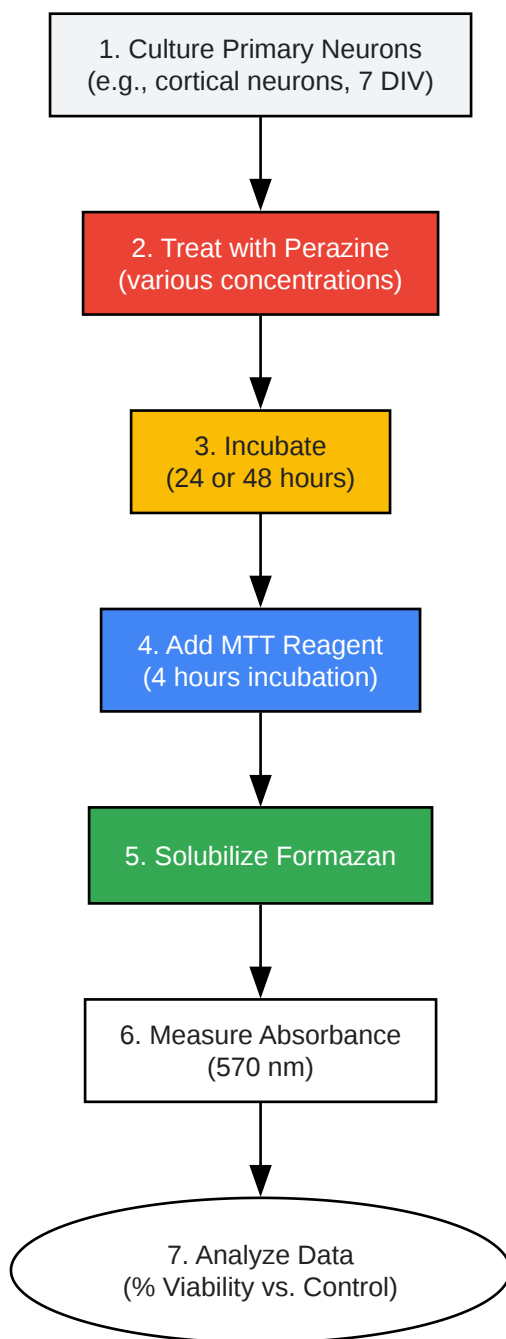 1. Culture Primary Neurons
(e.g., cortical neurons, 7 DIV)
2. Treat with Perazine
(various concentrations)
3. Incubate
(24 or 48 hours)
4. Add MTT Reagent
(4 hours incubation)
5. Solubilize Formazan
6. Measure Absorbance
(570 nm)
7. Analyze Data
(% Viability vs. Control)